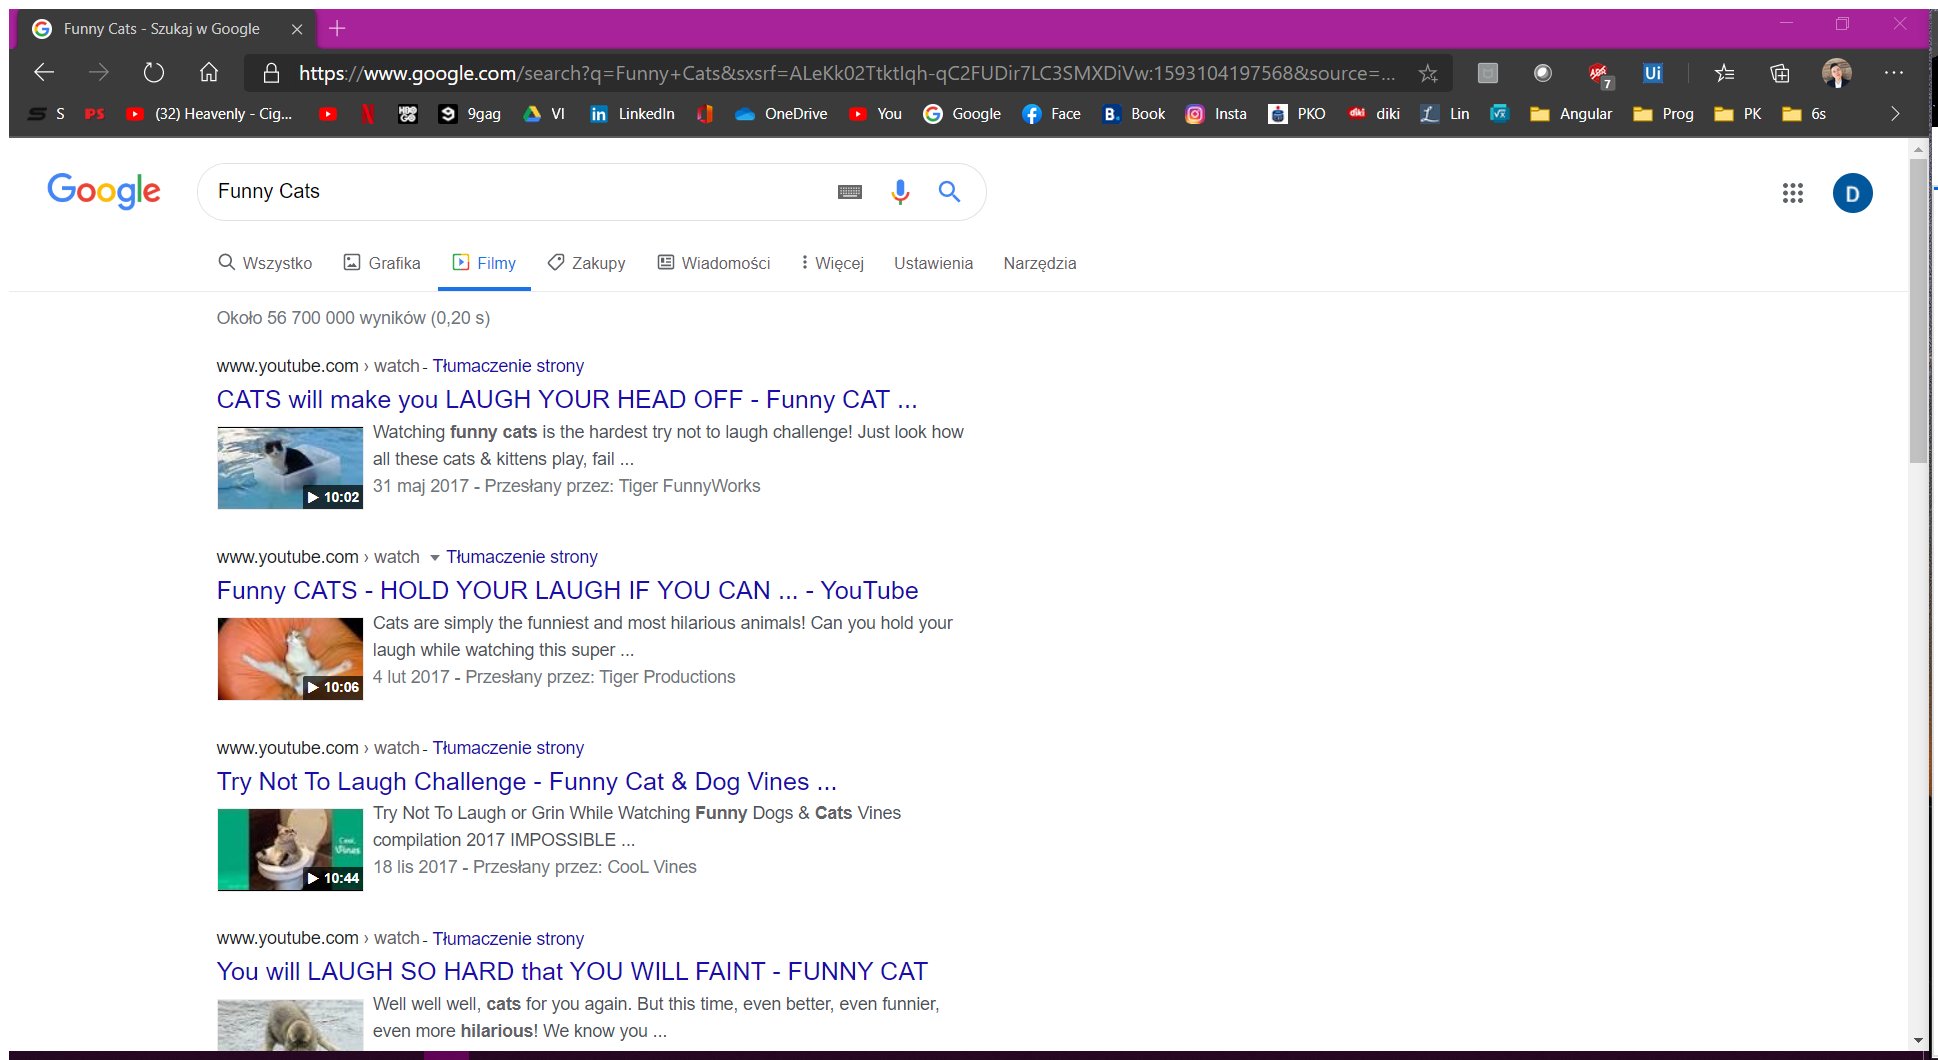 Funny Cats - Szukaj w Google
https://www.google.com/search?q=Funny+Cats&sxsrf=ALeKk02TtktIqh-qC2FUDir7LC3SMXDiVw:1593104197568&source=...
ABP
7
Ui
S
PS
(32) Heavenly - Cig...
HBO GO
9gag
VI
in LinkedIn
OneDrive
You
Google
Face
B. Book
Insta
PKO
diki diki
Lin
√x
Angular
Prog
PK
6s
Google
Funny Cats
D
Wszystko
Grafika
Filmy
Zakupy
Wiadomości
Więcej
Ustawienia
Narzędzia
Około 56 700 000 wyników (0,20 s)
www.youtube.com › watch - Tłumaczenie strony
CATS will make you LAUGH YOUR HEAD OFF - Funny CAT ...
Watching funny cats is the hardest try not to laugh challenge! Just look how
all these cats & kittens play, fail ...
31 maj 2017 - Przesłany przez: Tiger FunnyWorks
10:02
www.youtube.com › watch Tłumaczenie strony
Funny CATS - HOLD YOUR LAUGH IF YOU CAN ... - YouTube
Cats are simply the funniest and most hilarious animals! Can you hold your
laugh while watching this super ...
4 lut 2017 - Przesłany przez: Tiger Productions
10:06
www.youtube.com › watch - Tłumaczenie strony
Try Not To Laugh Challenge - Funny Cat & Dog Vines ...
Try Not To Laugh or Grin While Watching Funny Dogs & Cats Vines
compilation 2017 IMPOSSIBLE ...
18 lis 2017 - Przesłany przez: CooL Vines
CooL
Vines
10:44
www.youtube.com › watch - Tłumaczenie strony
You will LAUGH SO HARD that YOU WILL FAINT - FUNNY CAT
Well well well, cats for you again. But this time, even better, even funnier,
even more hilarious! We know you ...